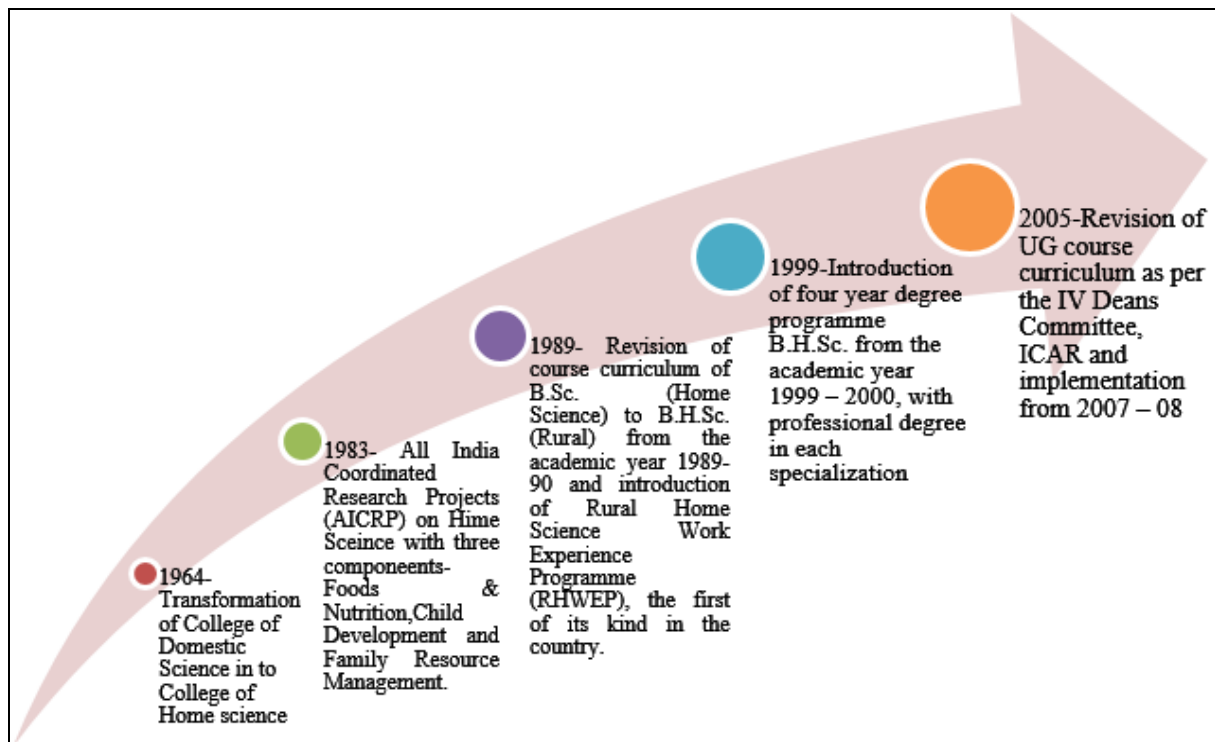 1964-
Transformation
of College of
Domestic
Science in to
College of
Home science
1983- All India
Coordinated
Research Projects
(AICRP) on Hime
Sceince with three
componeents-
Foods &
Nutrition,Child
Development and
Family Resource
Management.
1989- Revision of
course curriculum of
B.Sc. (Home
Science) to B.H.Sc.
(Rural) from the
academic year 1989-
90 and introduction
of Rural Home
Science Work
Experience
Programme
(RHWEP), the first
of its kind in the
country.
1999-Introduction
of four year degree
programme
B.H.Sc. from the
academic year
1999 – 2000, with
professional degree
in each
specialization
2005-Revision of
UG course
curriculum as per
the IV Deans
Committee,
ICAR and
implementation
from 2007 – 08